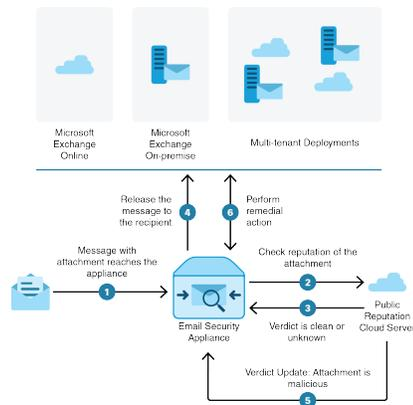 Microsoft
Exchange
Online
Microsoft
Exchange
On-premise
Multi-tenant Deployments
Release the
message to
the recipient
4
6
Perform
remedial
action
Message with
attachment reaches the
appliance
1
Check reputation of the
attachment
2
3
Verdict is clean or
unknown
Email Security
Appliance
Public
Reputation
Cloud Server
Verdict Update: Attachment is
malicious
5